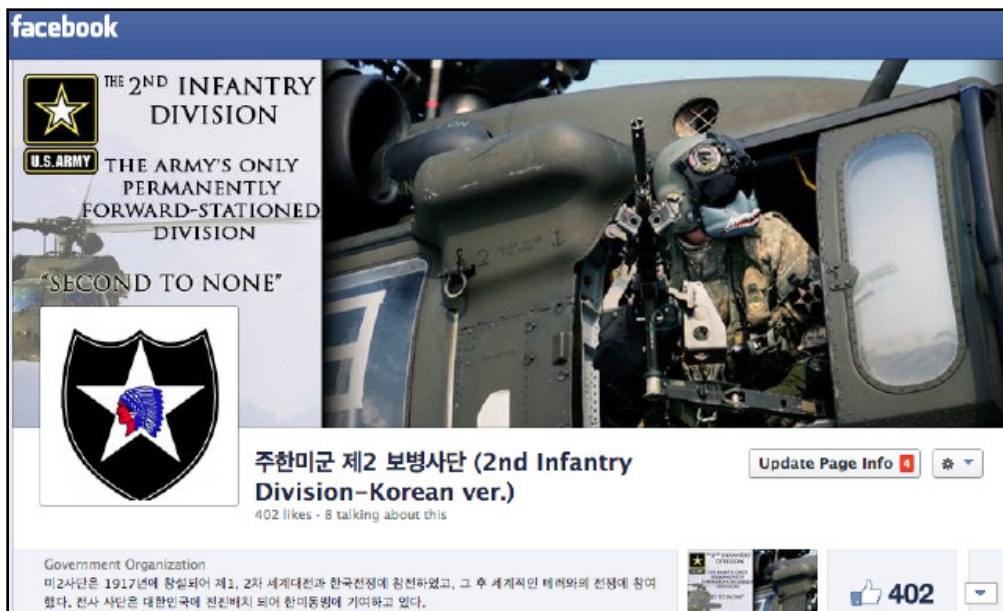 facebook
THE 2ND INFANTRY
DIVISION
U.S. ARMY
THE ARMY'S ONLY
PERMANENTLY
FORWARD-STATIONED
DIVISION
"SECOND TO NONE"
주한미군 제2 보병사단 (2nd Infantry
Division-Korean ver.)
402 likes · 8 talking about this
Update Page Info 4
Government Organization
미2사단은 1917년에 창설되어 제1, 2차 세계대전과 한국전쟁에 참전하였고, 그 후 세계적인 테러와의 전쟁에 참여
했다. 전사 사단은 대한민국에 전진배치 되어 한미동맹에 기여하고 있다.
402